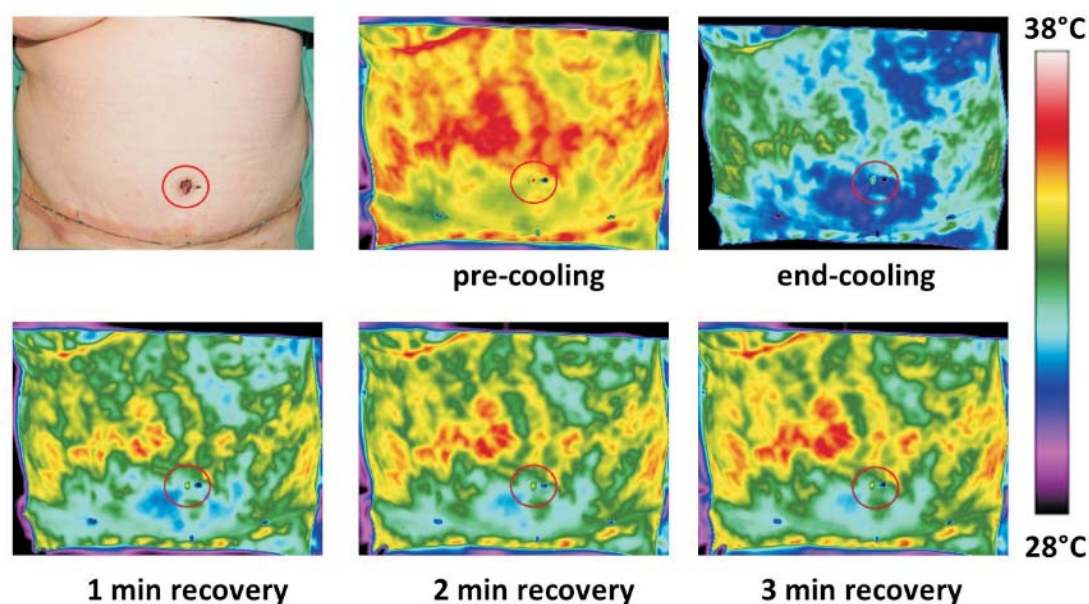 38°C
pre-cooling
end-cooling
28°C
1 min recovery
2 min recovery
3 min recovery